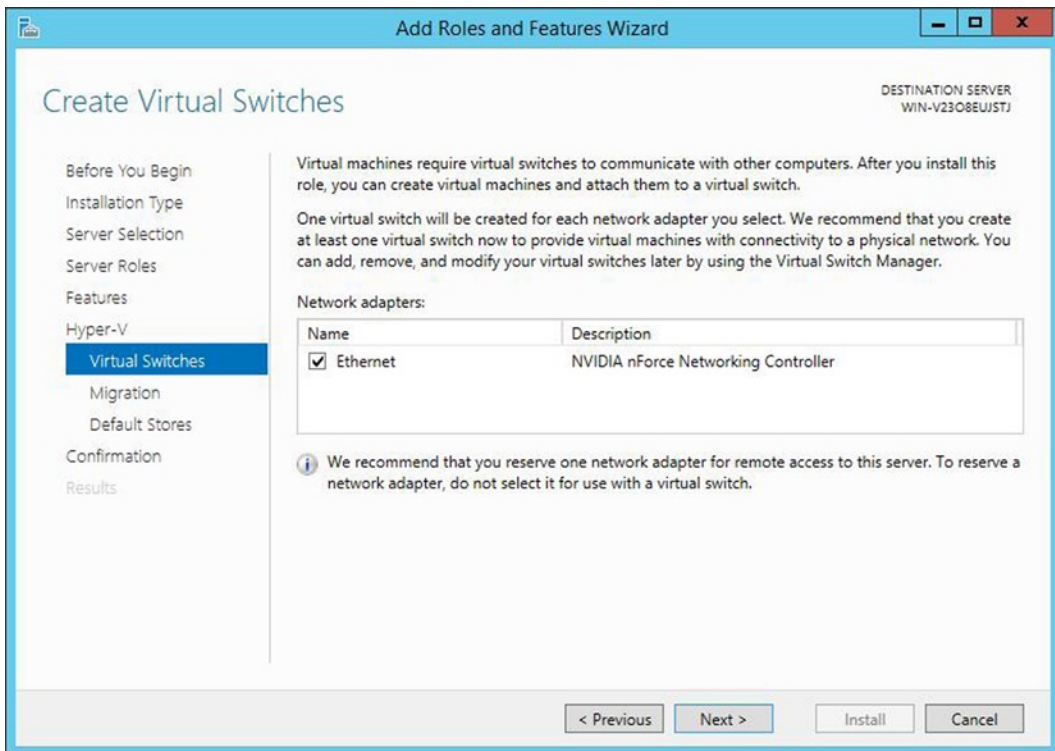 Add Roles and Features Wizard
Create Virtual Switches
DESTINATION SERVER
WIN-V23O8EUJSTJ
Before You Begin
Installation Type
Server Selection
Server Roles
Features
Hyper-V
Virtual Switches
Migration
Default Stores
Confirmation
Results
Virtual machines require virtual switches to communicate with other computers. After you install this
role, you can create virtual machines and attach them to a virtual switch.
One virtual switch will be created for each network adapter you select. We recommend that you create
at least one virtual switch now to provide virtual machines with connectivity to a physical network. You
can add, remove, and modify your virtual switches later by using the Virtual Switch Manager.
Network adapters:
Name Description
Ethernet NVIDIA nForce Networking Controller
We recommend that you reserve one network adapter for remote access to this server. To reserve a
network adapter, do not select it for use with a virtual switch.
< Previous Next > Install Cancel